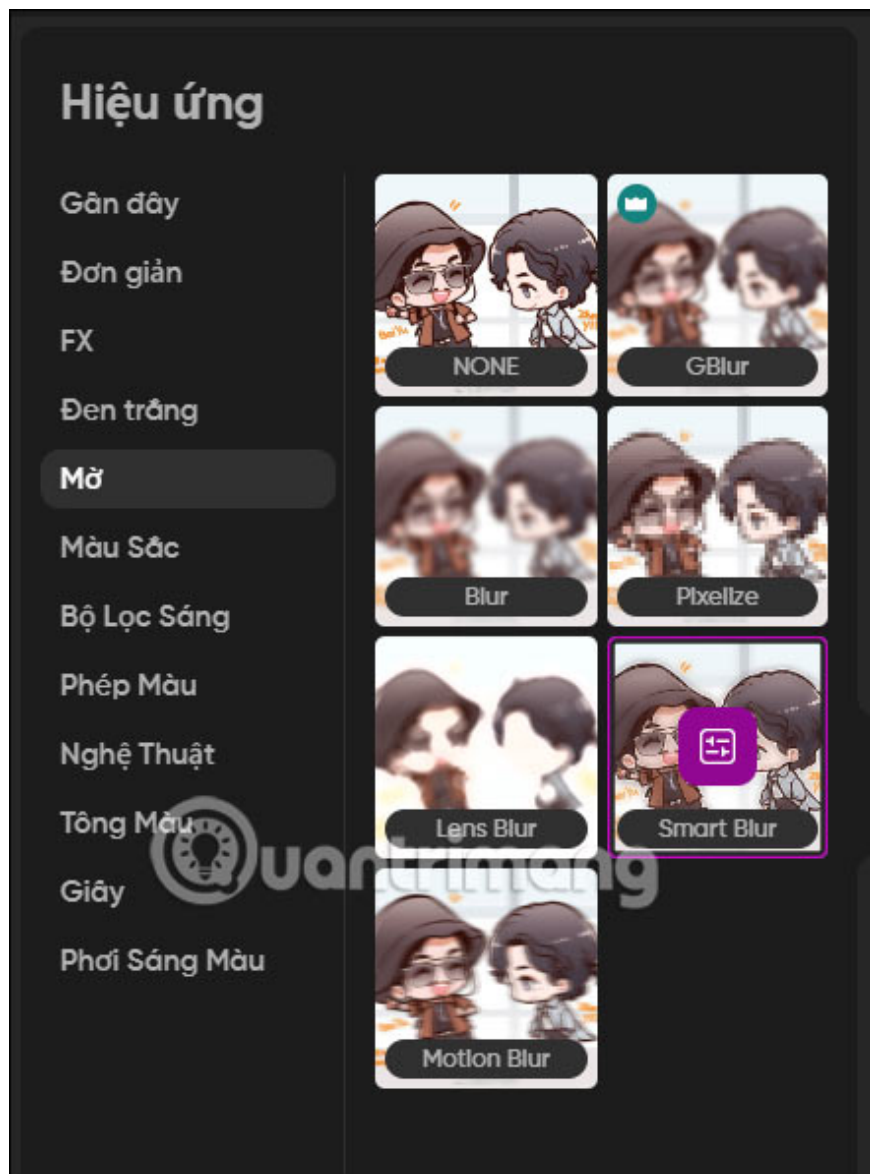 Hiệu ứng
Gần đây
Đơn giản
FX
Đen trắng
Mờ
Màu Sắc
Bộ Lọc Sáng
Phép Màu
Nghệ Thuật
Tông Màu
Giấy
Phơi Sáng Màu
NONE
GBlur
Blur
Pixelize
Lens Blur
Smart Blur
Motion Blur
Quantrimang